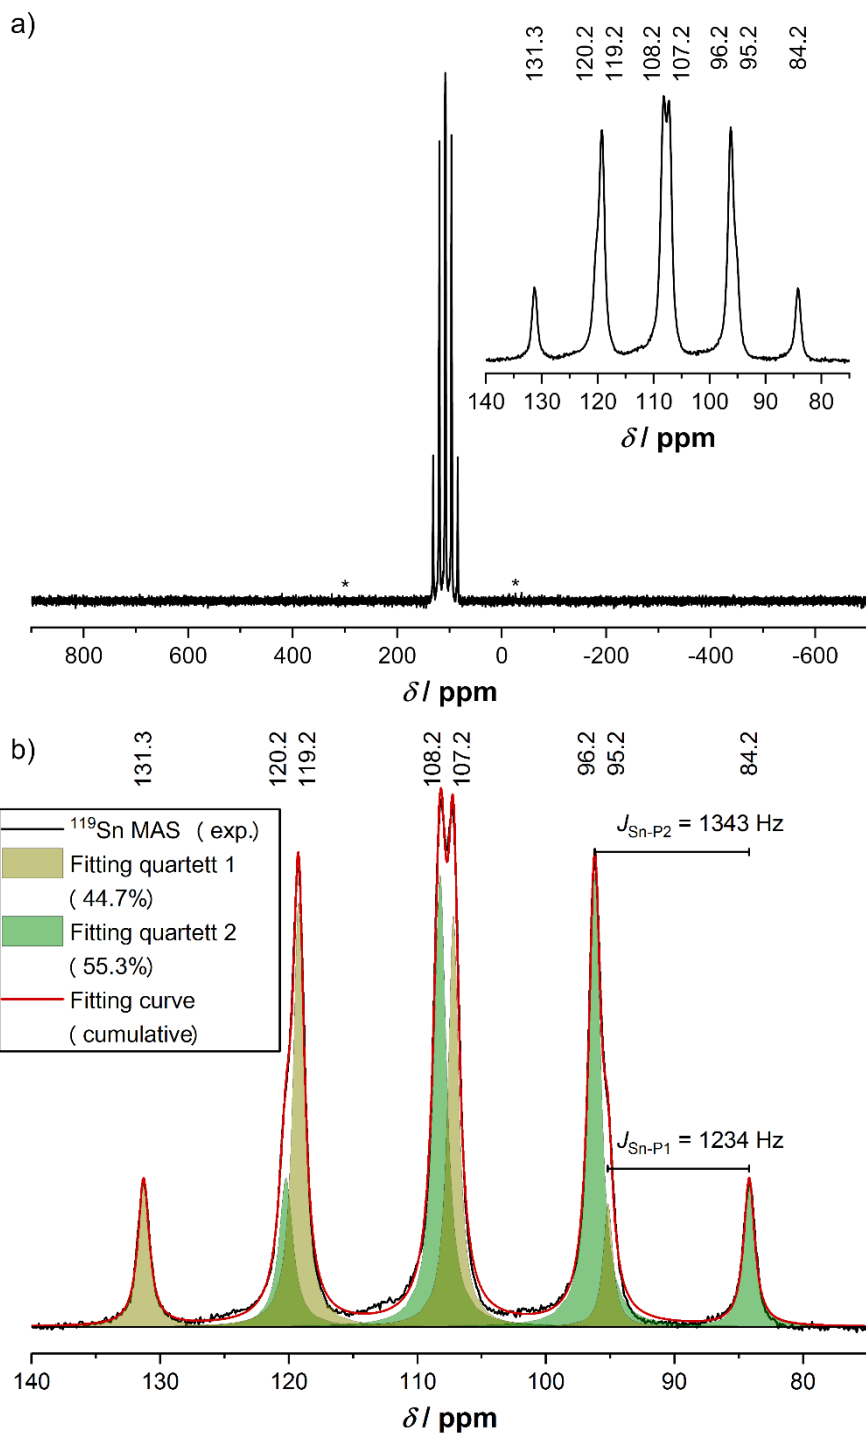 a)
131.3
120.2
119.2
108.2
107.2
96.2
95.2
84.2
*
*
140 130 120 110 100 90 80
δ / ppm
800 600 400 200 0 -200 -400 -600
δ / ppm
b)
131.3
120.2
119.2
108.2
107.2
96.2
95.2
84.2
¹¹⁹Sn MAS ( exp.)
Fitting quartett 1
( 44.7%)
Fitting quartett 2
( 55.3%)
Fitting curve
( cumulative)
J Sn-P2 = 1343 Hz
J Sn-P1 = 1234 Hz
140 130 120 110 100 90 80
δ / ppm